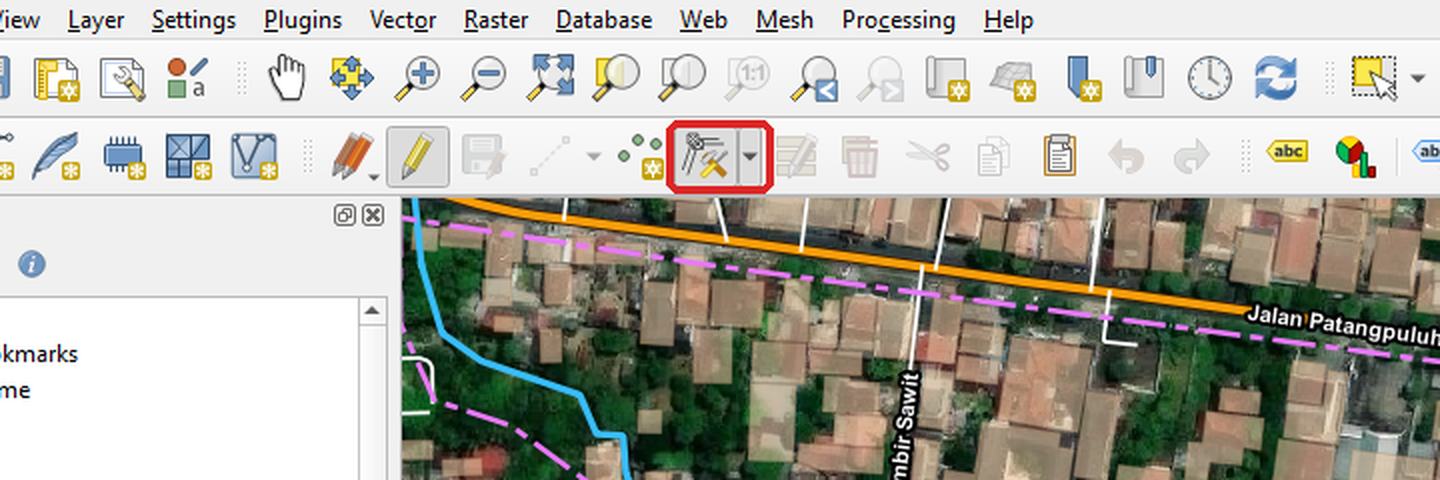 View Layer Settings Plugins Vector Raster Database Web Mesh Processing Help
1:1
a
abc
ab
Jalan Patangpuluh
okmarks
me
mbir Sawit